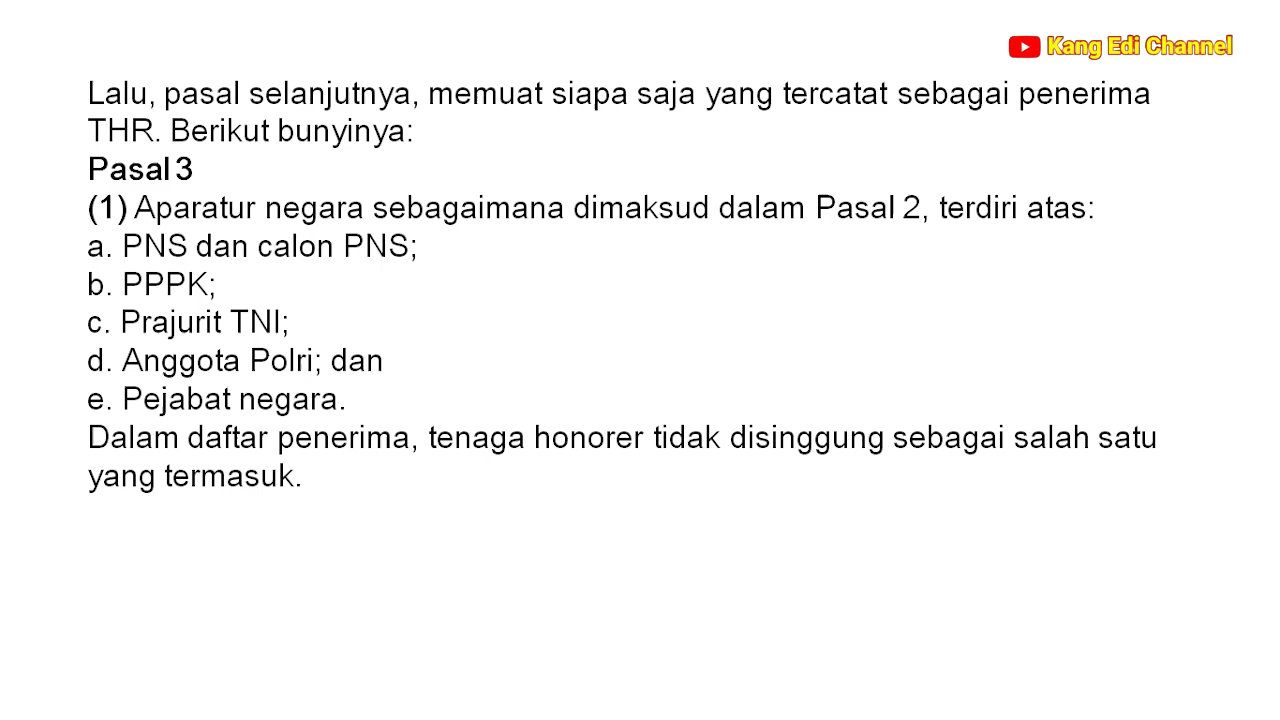 Kang Edi Channel
Lalu, pasal selanjutnya, memuat siapa saja yang tercatat sebagai penerima
THR. Berikut bunyinya:
Pasal 3
(1) Aparatur negara sebagaimana dimaksud dalam Pasal 2, terdiri atas:
a. PNS dan calon PNS;
b. PPPK;
c. Prajurit TNI;
d. Anggota Polri; dan
e. Pejabat negara.
Dalam daftar penerima, tenaga honorer tidak disinggung sebagai salah satu
yang termasuk.